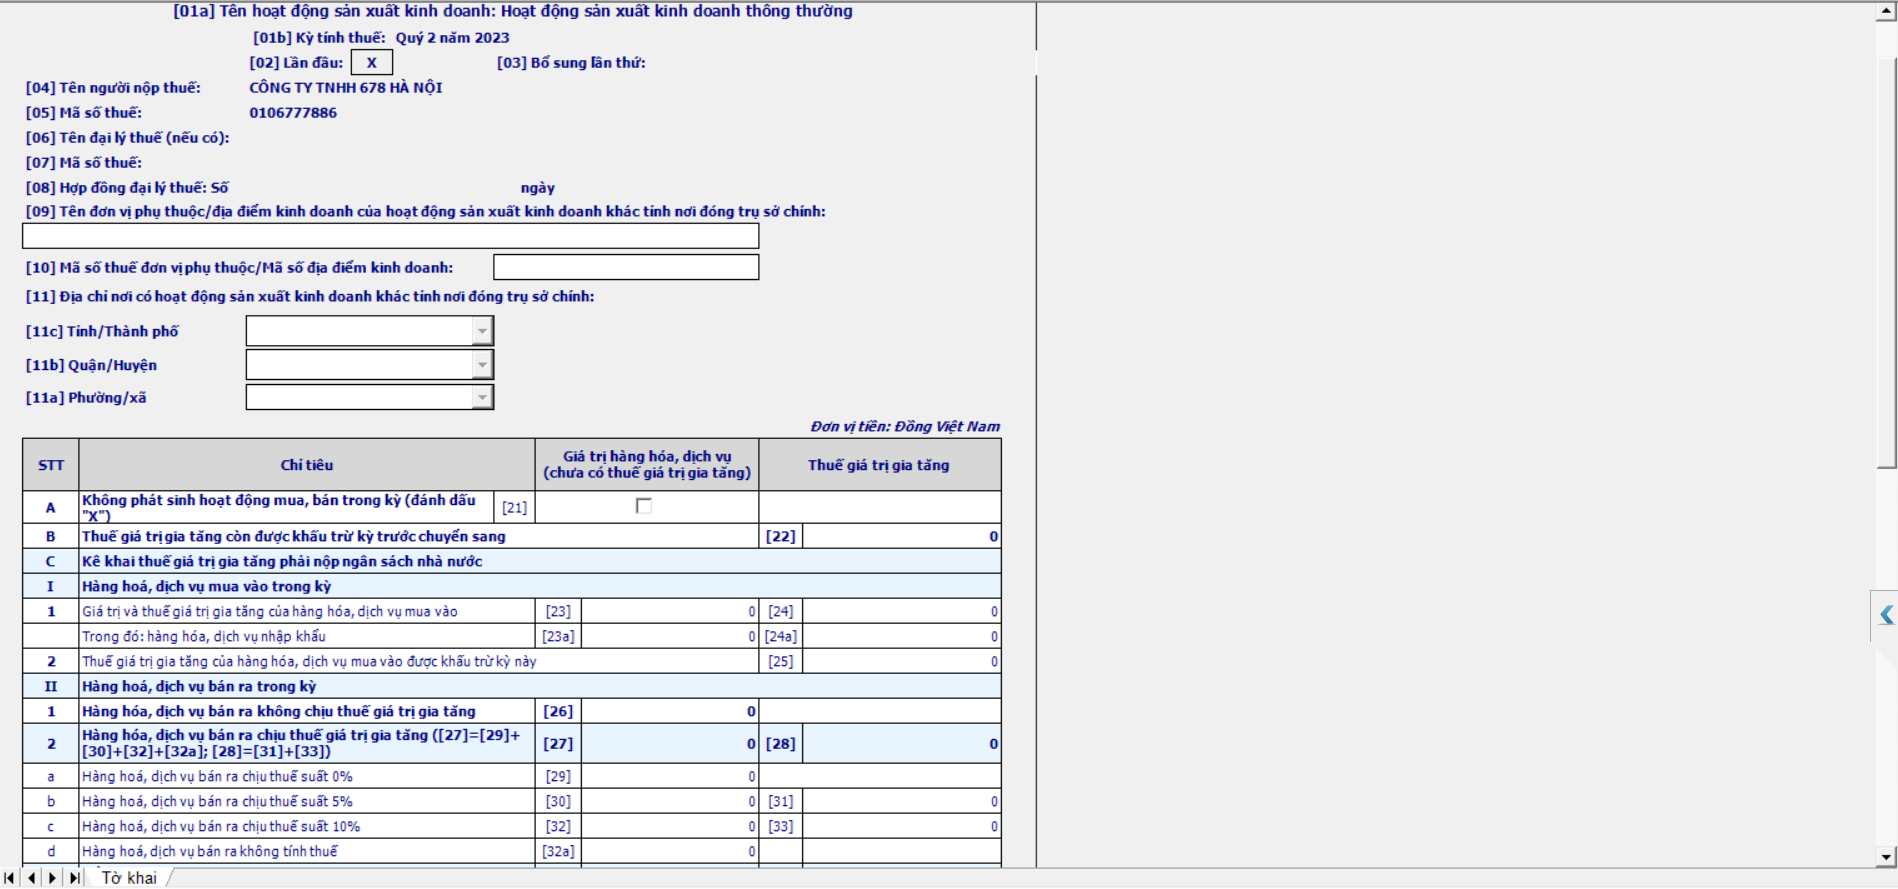 [01a] Tên hoạt động sản xuất kinh doanh: Hoạt động sản xuất kinh doanh thông thường
[01b] Kỳ tính thuế: Quý 2 năm 2023
[02] Lần đầu: X [03] Bổ sung lần thứ:
[04] Tên người nộp thuế: CÔNG TY TNHH 678 HÀ NỘI
[05] Mã số thuế: 0106777886
[06] Tên đại lý thuế (nếu có):
[07] Mã số thuế:
[08] Hợp đồng đại lý thuế: Số ngày
[09] Tên đơn vị phụ thuộc/địa điểm kinh doanh của hoạt động sản xuất kinh doanh khác tỉnh nơi đóng trụ sở chính:
[10] Mã số thuế đơn vị phụ thuộc/Mã số địa điểm kinh doanh:
[11] Địa chỉ nơi có hoạt động sản xuất kinh doanh khác tỉnh nơi đóng trụ sở chính:
[11c] Tỉnh/Thành phố
[11b] Quận/Huyện
[11a] Phường/xã
Đơn vị tiền: Đồng Việt Nam
STT Chỉ tiêu Giá trị hàng hóa, dịch vụ Thuế giá trị gia tăng
(chưa có thuế giá trị gia tăng)
A Không phát sinh hoạt động mua, bán trong kỳ (đánh dấu [21]
"X")
B Thuế giá trị gia tăng còn được khấu trừ kỳ trước chuyển sang [22] 0
C Kê khai thuế giá trị gia tăng phải nộp ngân sách nhà nước
I Hàng hoá, dịch vụ mua vào trong kỳ
1 Giá trị và thuế giá trị gia tăng của hàng hóa, dịch vụ mua vào [23] 0 [24] 0
Trong đó: hàng hóa, dịch vụ nhập khẩu [23a] 0 [24a] 0
2 Thuế giá trị gia tăng của hàng hóa, dịch vụ mua vào được khấu trừ kỳ này [25] 0
II Hàng hoá, dịch vụ bán ra trong kỳ
1 Hàng hóa, dịch vụ bán ra không chịu thuế giá trị gia tăng [26] 0
2 Hàng hóa, dịch vụ bán ra chịu thuế giá trị gia tăng ([27]=[29]+ [27] 0 [28] 0
[30]+[32]+[32a]; [28]=[31]+[33])
a Hàng hoá, dịch vụ bán ra chịu thuế suất 0% [29] 0
b Hàng hoá, dịch vụ bán ra chịu thuế suất 5% [30] 0 [31] 0
c Hàng hoá, dịch vụ bán ra chịu thuế suất 10% [32] 0 [33] 0
d Hàng hoá, dịch vụ bán ra không tính thuế [32a] 0
Tờ khai